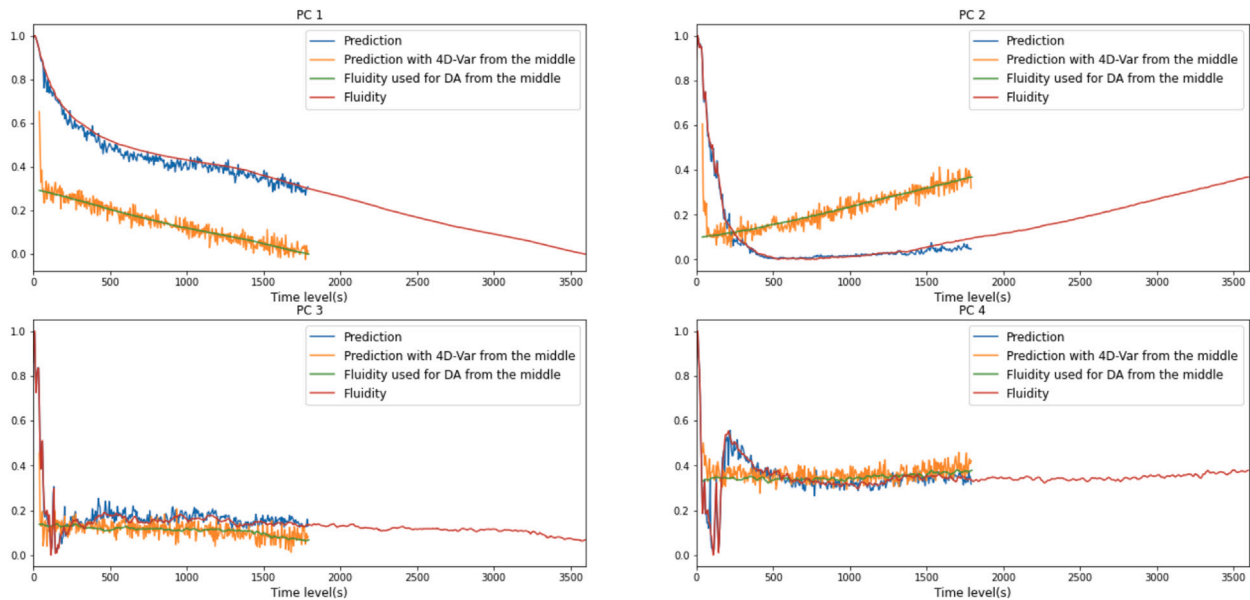 PC 1
1.0
0.8
0.6
0.4
0.2
0.0
Prediction
Prediction with 4D-Var from the middle
Fluidity used for DA from the middle
Fluidity
0 500 1000 1500 2000 2500 3000 3500
Time level(s)
PC 2
1.0
0.8
0.6
0.4
0.2
0.0
Prediction
Prediction with 4D-Var from the middle
Fluidity used for DA from the middle
Fluidity
0 500 1000 1500 2000 2500 3000 3500
Time level(s)
PC 3
1.0
0.8
0.6
0.4
0.2
0.0
Prediction
Prediction with 4D-Var from the middle
Fluidity used for DA from the middle
Fluidity
0 500 1000 1500 2000 2500 3000 3500
Time level(s)
PC 4
1.0
0.8
0.6
0.4
0.2
0.0
Prediction
Prediction with 4D-Var from the middle
Fluidity used for DA from the middle
Fluidity
0 500 1000 1500 2000 2500 3000 3500
Time level(s)